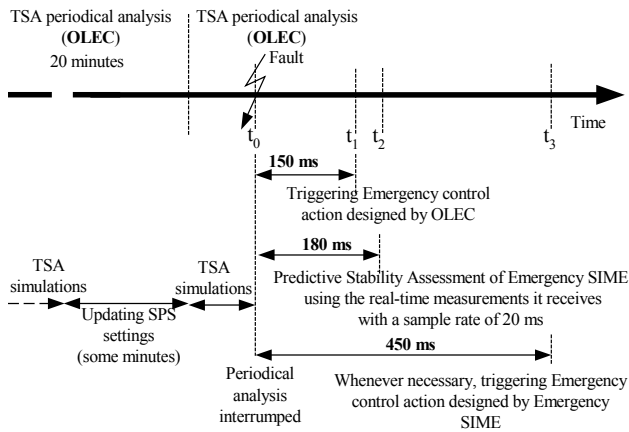 TSA periodical analysis
(OLEC)
20 minutes
TSA periodical analysis
(OLEC)
Fault
Time
t0
t1
t2
t3
150 ms
Triggering Emergency control
action designed by OLEC
180 ms
Predictive Stability Assessment of Emergency SIME
using the real-time measurements it receives
with a sample rate of 20 ms
TSA
simulations
TSA
simulations
Updating SPS
settings
(some minutes)
450 ms
Periodical
analysis
interrumped
Whenever necessary, triggering Emergency
control action designed by Emergency
SIME